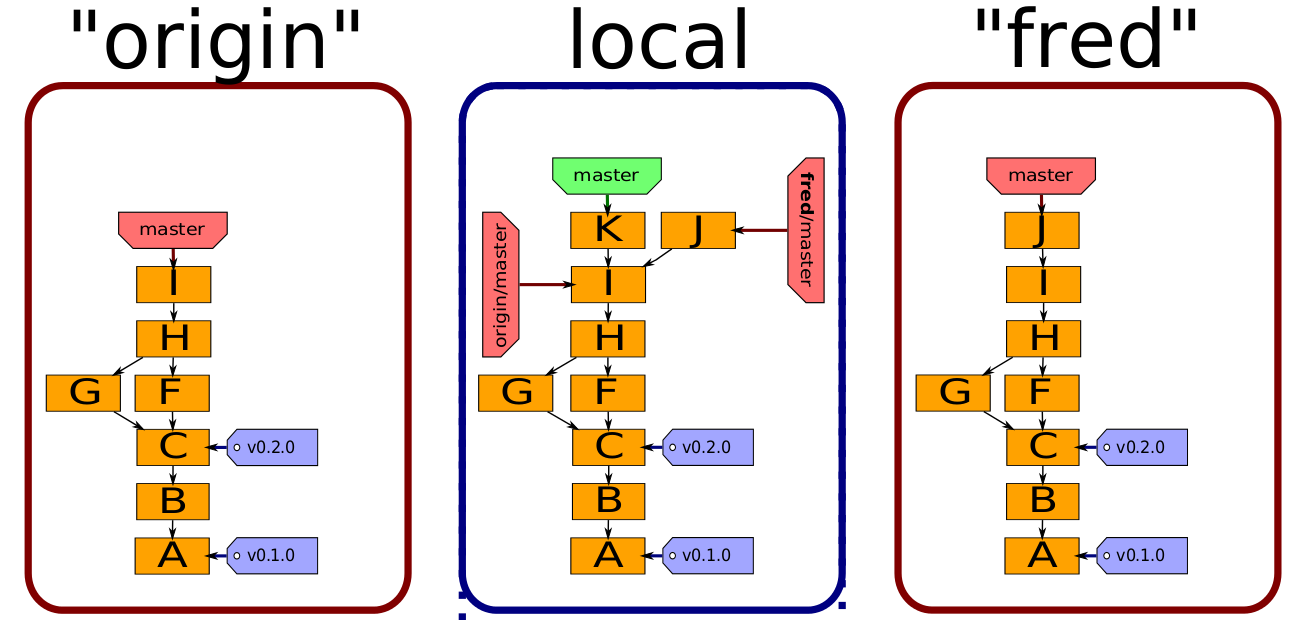 "origin"
master
I
H
G
F
C
v0.2.0
B
A
v0.1.0
local
master
fred/master
K
J
origin/master
I
H
G
F
C
v0.2.0
B
A
v0.1.0
"fred"
master
J
I
H
G
F
C
v0.2.0
B
A
v0.1.0